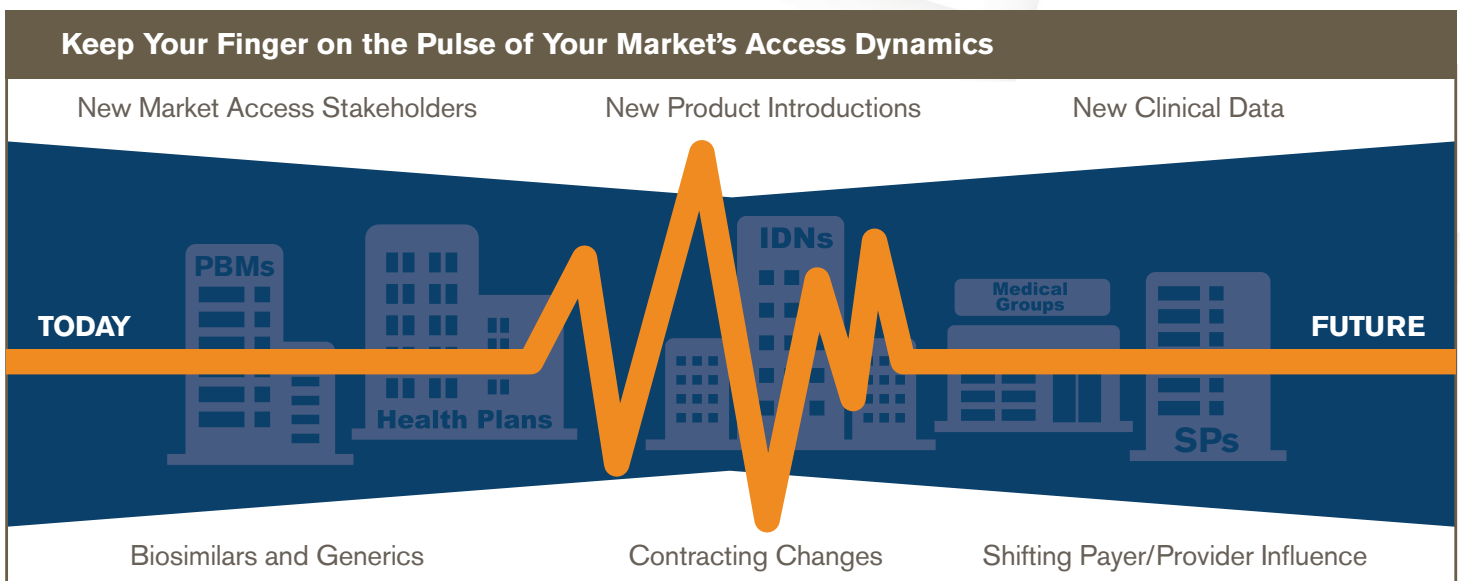 Keep Your Finger on the Pulse of Your Market’s Access Dynamics
New Market Access Stakeholders
New Product Introductions
New Clinical Data
PBMs
Health Plans
IDNs
Medical
Groups
SPs
TODAY
FUTURE
Biosimilars and Generics
Contracting Changes
Shifting Payer/Provider Influence